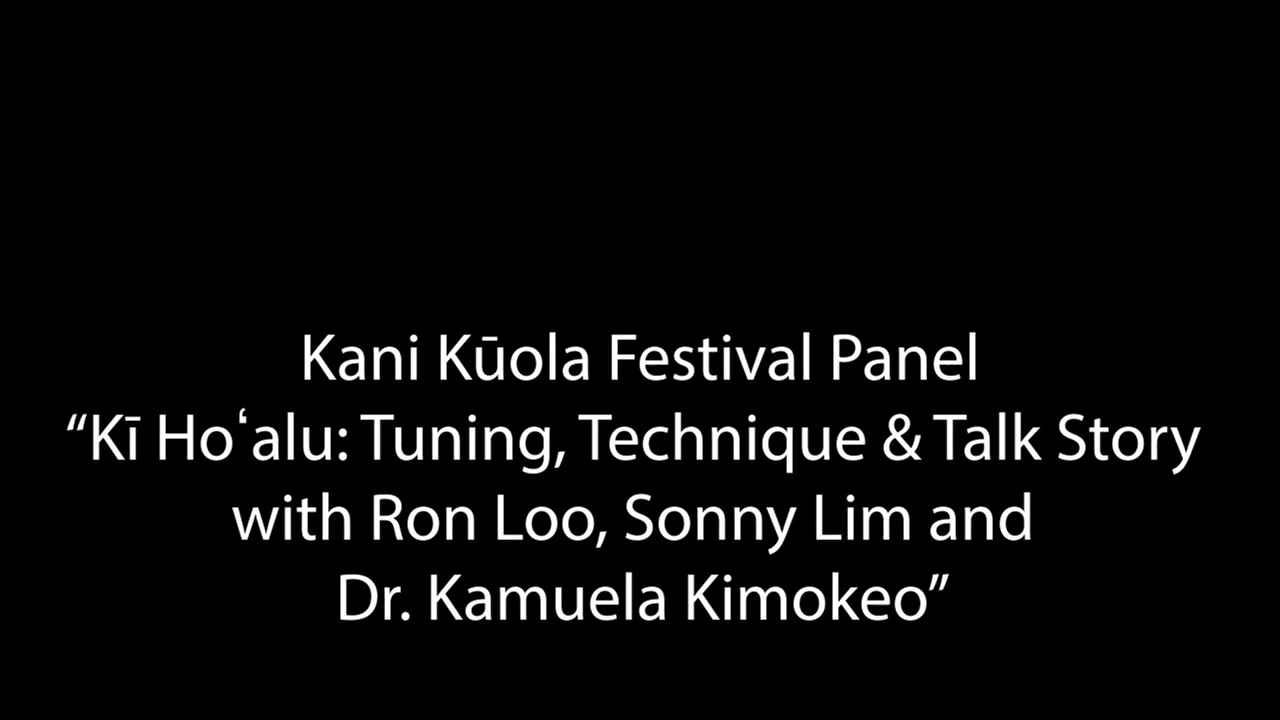 Kani Kūola Festival Panel
“Kī Hoʻalu: Tuning, Technique & Talk Story
with Ron Loo, Sonny Lim and
Dr. Kamuela Kimokeo”